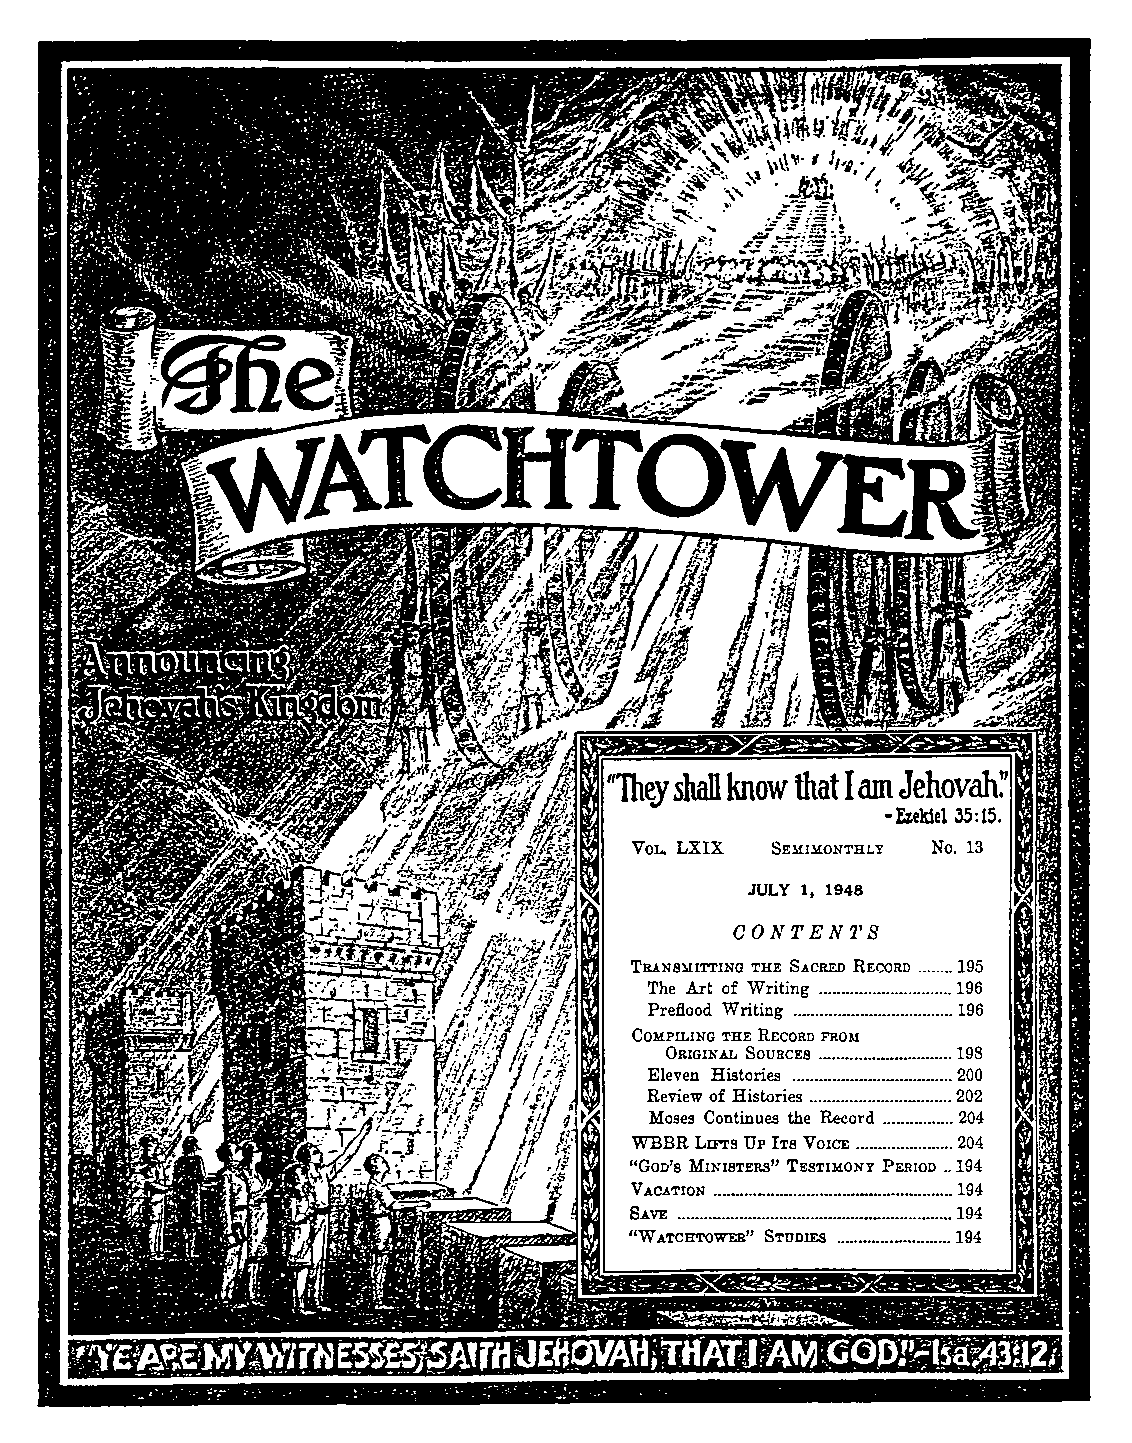 The
WATCHTOWER
Announcing
Jehovah's Kingdom
"They shall know that I am Jehovah."
- Ezekiel 35:15.
VOL. LXIX SEMIMONTHLY No. 13
JULY 1, 1948
CONTENTS
TRANSMITTING THE SACRED RECORD ....... 195
The Art of Writing ............................ 196
Preflood Writing ................................. 196
COMPILING THE RECORD FROM
ORIGINAL SOURCES ............................ 198
Eleven Histories ................................. 200
Review of Histories .............................. 202
Moses Continues the Record ............... 204
WBBR LIFTS UP ITS VOICE .................... 204
"GOD'S MINISTERS" TESTIMONY PERIOD .. 194
VACATION .................................................. 194
SAVE .......................................................... 194
"WATCHTOWER" STUDIES ........................ 194
"YE ARE MY WITNESSES, SAITH JEHOVAH, THAT I AM GOD."-Isa. 43:12.